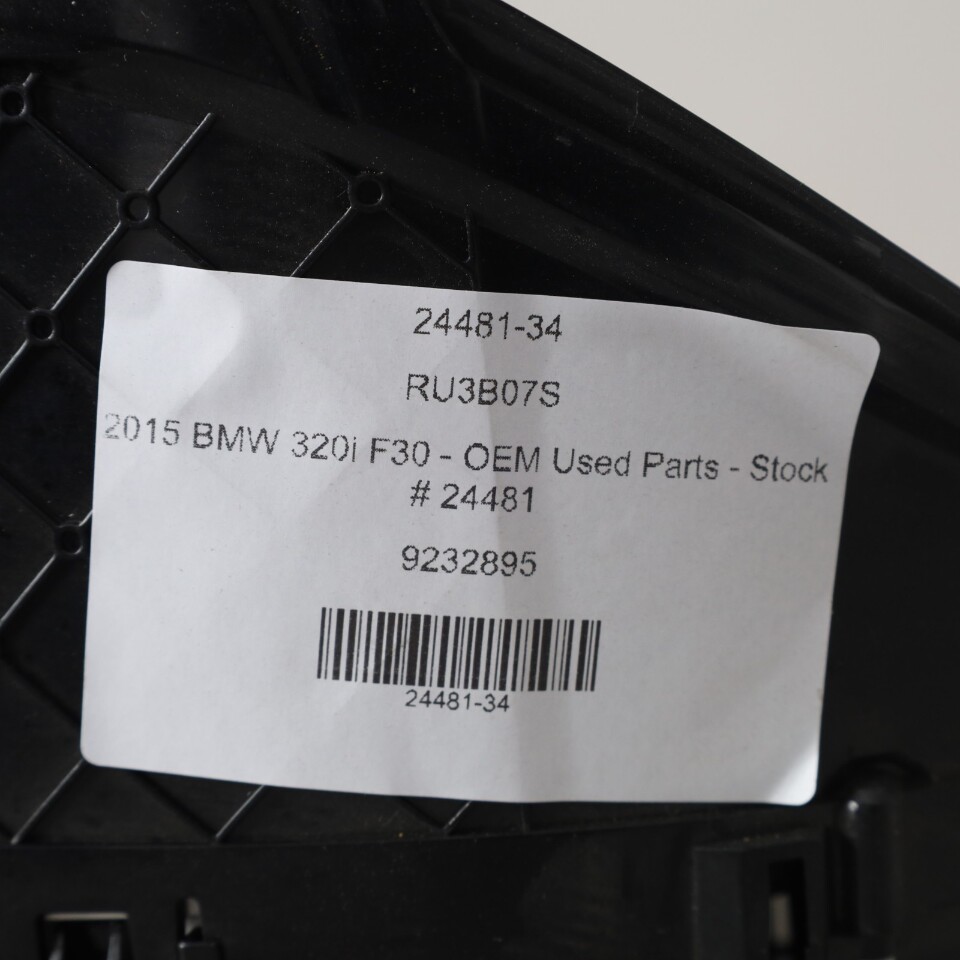 24481-34
RU3B07S
2015 BMW 320i F30 - OEM Used Parts - Stock
# 24481
9232895
24481-34